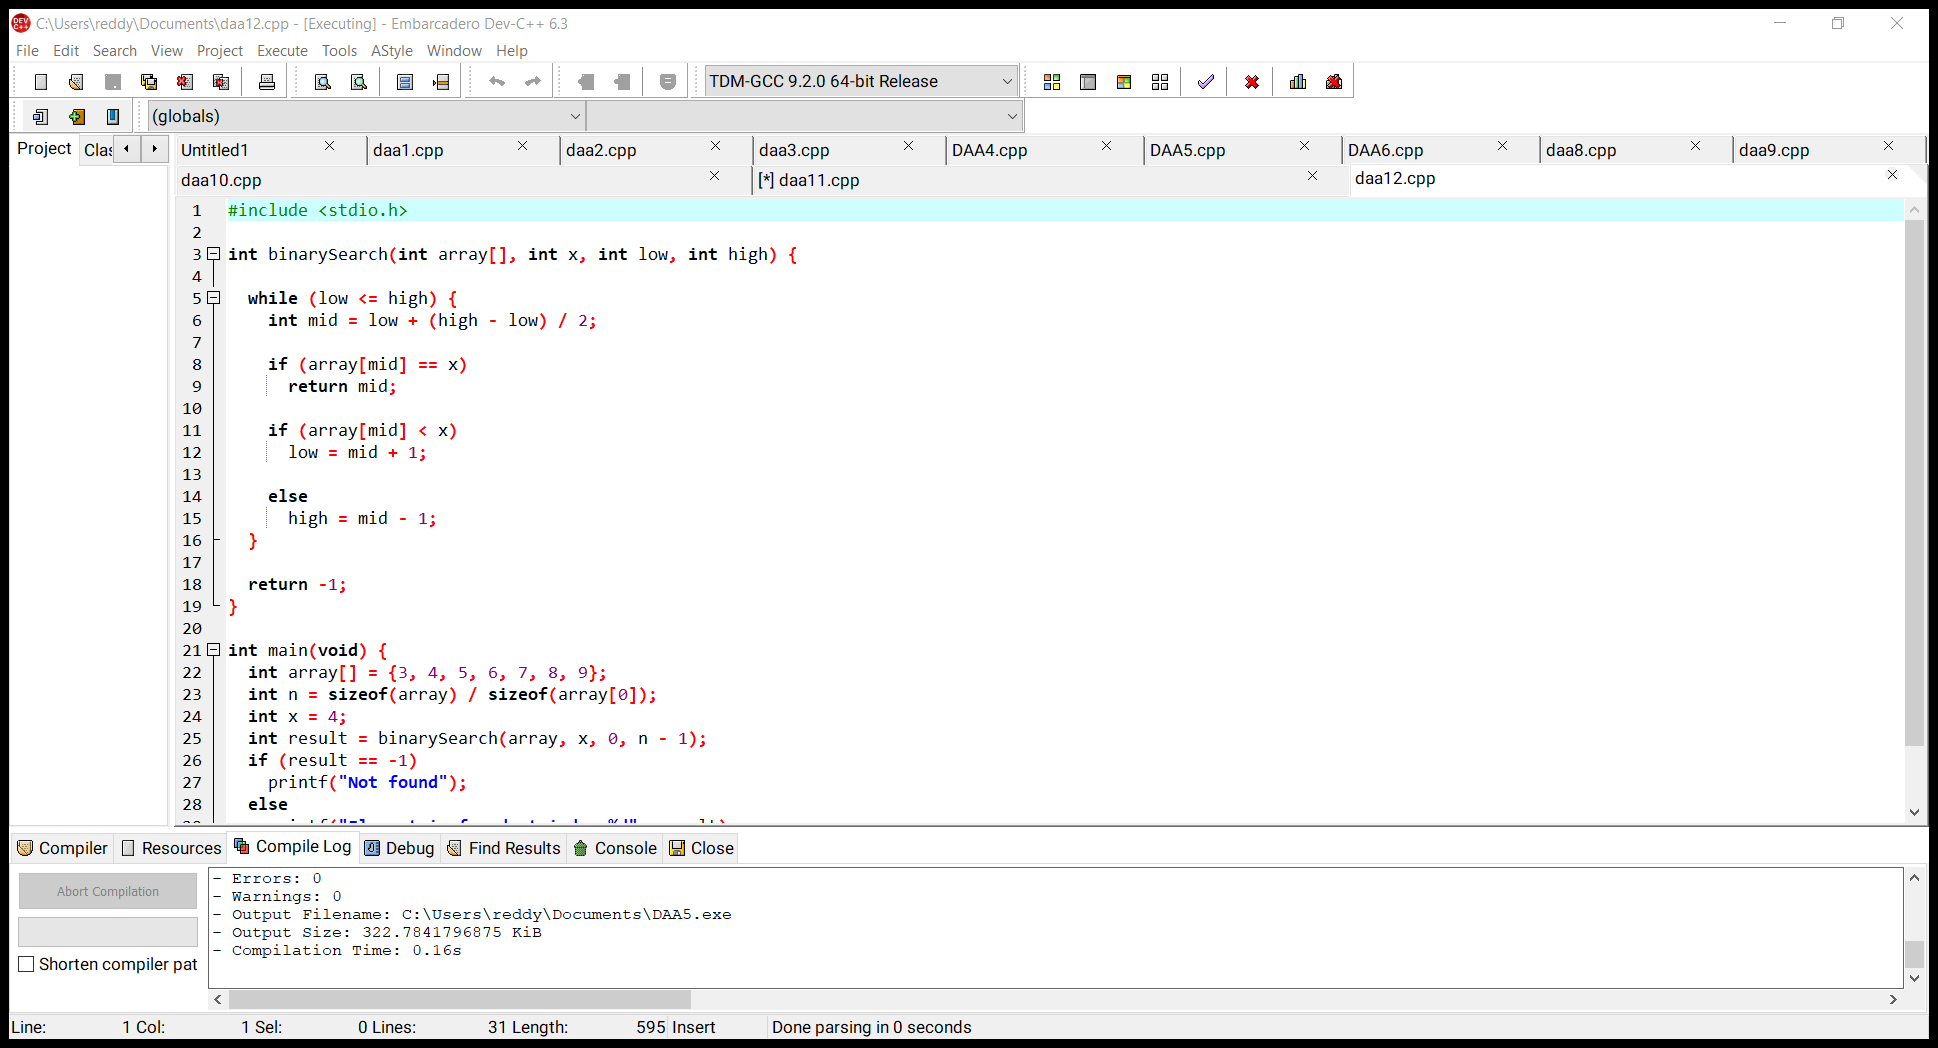 C:\Users\reddy\Documents\daa12.cpp - [Executing] - Embarcadero Dev-C++ 6.3
File Edit Search View Project Execute Tools AStyle Window Help
TDM-GCC 9.2.0 64-bit Release
(globals)
Project Clas
Untitled1 daa1.cpp daa2.cpp daa3.cpp DAA4.cpp DAA5.cpp DAA6.cpp daa8.cpp daa9.cpp
daa10.cpp [*] daa11.cpp daa12.cpp
1 #include <stdio.h>
2
3 int binarySearch(int array[], int x, int low, int high) {
4
5 while (low <= high) {
6 int mid = low + (high - low) / 2;
7
8 if (array[mid] == x)
9 return mid;
10
11 if (array[mid] < x)
12 low = mid + 1;
13
14 else
15 high = mid - 1;
16 }
17
18 return -1;
19 }
20
21 int main(void) {
22 int array[] = {3, 4, 5, 6, 7, 8, 9};
23 int n = sizeof(array) / sizeof(array[0]);
24 int x = 4;
25 int result = binarySearch(array, x, 0, n - 1);
26 if (result == -1)
27 printf("Not found");
28 else
Compiler Resources Compile Log Debug Find Results Console Close
Abort Compilation
Shorten compiler pat
- Errors: 0
- Warnings: 0
- Output Filename: C:\Users\reddy\Documents\DAA5.exe
- Output Size: 322.7841796875 KiB
- Compilation Time: 0.16s
Line: 1 Col: 1 Sel: 0 Lines: 31 Length: 595 Insert Done parsing in 0 seconds